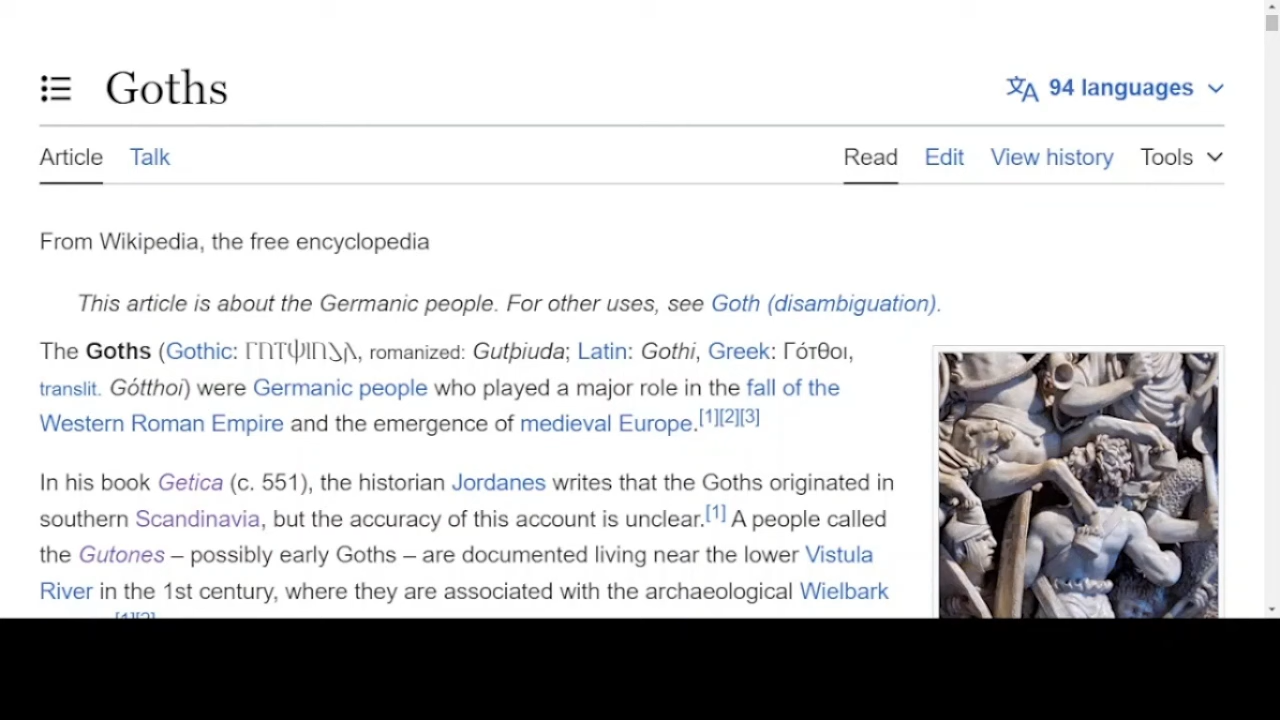 Goths
94 languages
Article Talk Read Edit View history Tools
From Wikipedia, the free encyclopedia
This article is about the Germanic people. For other uses, see Goth (disambiguation).
The Goths (Gothic: 𐌲𐌿𐍄𐌸𐌹𐌿𐌳𐌰, romanized: Gutþiuda; Latin: Gothi, Greek: Γότθοι,
translit. Gótthoi) were Germanic people who played a major role in the fall of the
Western Roman Empire and the emergence of medieval Europe.[1][2][3]
In his book Getica (c. 551), the historian Jordanes writes that the Goths originated in
southern Scandinavia, but the accuracy of this account is unclear.[1] A people called
the Gutones – possibly early Goths – are documented living near the lower Vistula
River in the 1st century, where they are associated with the archaeological Wielbark